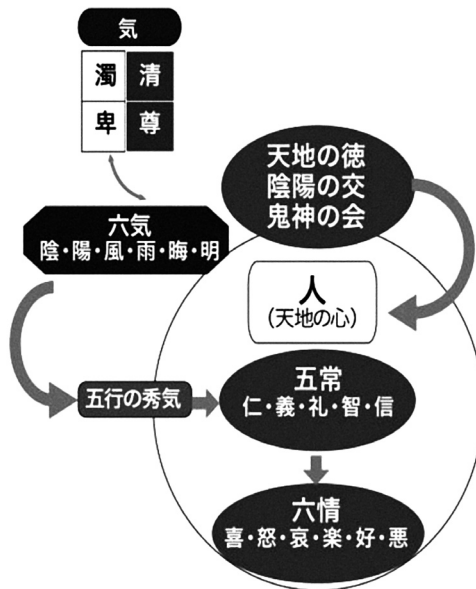 気
濁 清
卑 尊
天地の徳
陰陽の交
鬼神の会
六気
陰・陽・風・雨・晦・明
人
(天地の心)
五行の秀気
五常
仁・義・礼・智・信
六情
喜・怒・哀・楽・好・悪